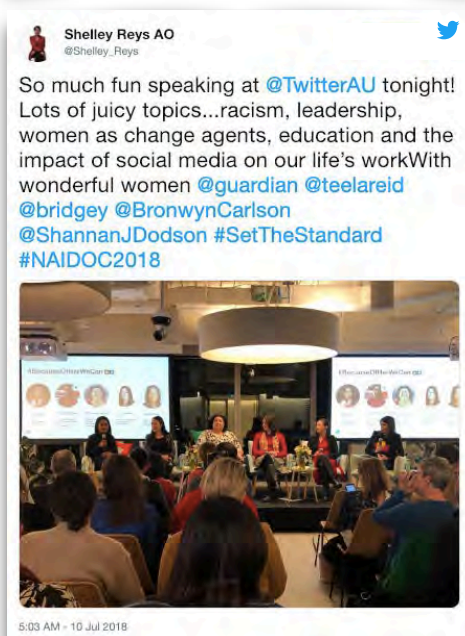 Shelley Reys AO
@Shelley_Reys
So much fun speaking at @TwitterAU tonight!
Lots of juicy topics...racism, leadership,
women as change agents, education and the
impact of social media on our life's workWith
wonderful women @guardian @teelareid
@bridgey @BronwynCarlson
@ShannanJDodson #SetTheStandard
#NAIDOC2018
5:03 AM - 10 Jul 2018